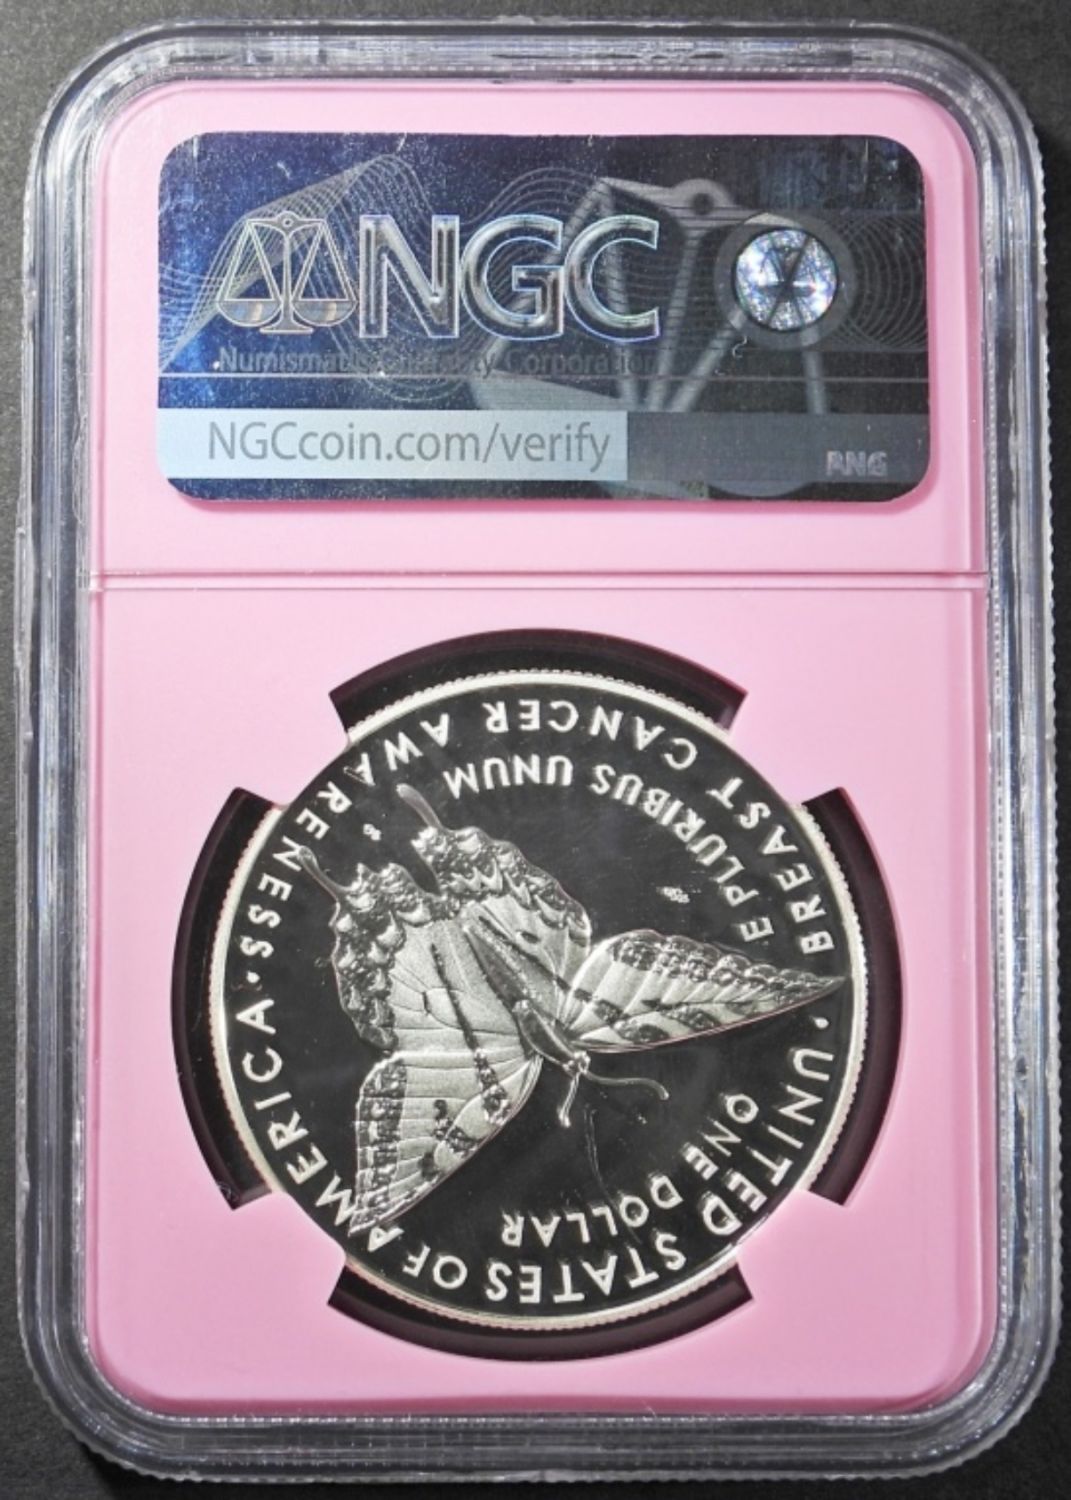 NGC
Numismatic Guaranty Corporation
NGCcoin.com/verify
PNG
UNITED STATES OF AMERICA
BREAST CANCER AWARENESS
E PLURIBUS UNUM
ONE DOLLAR